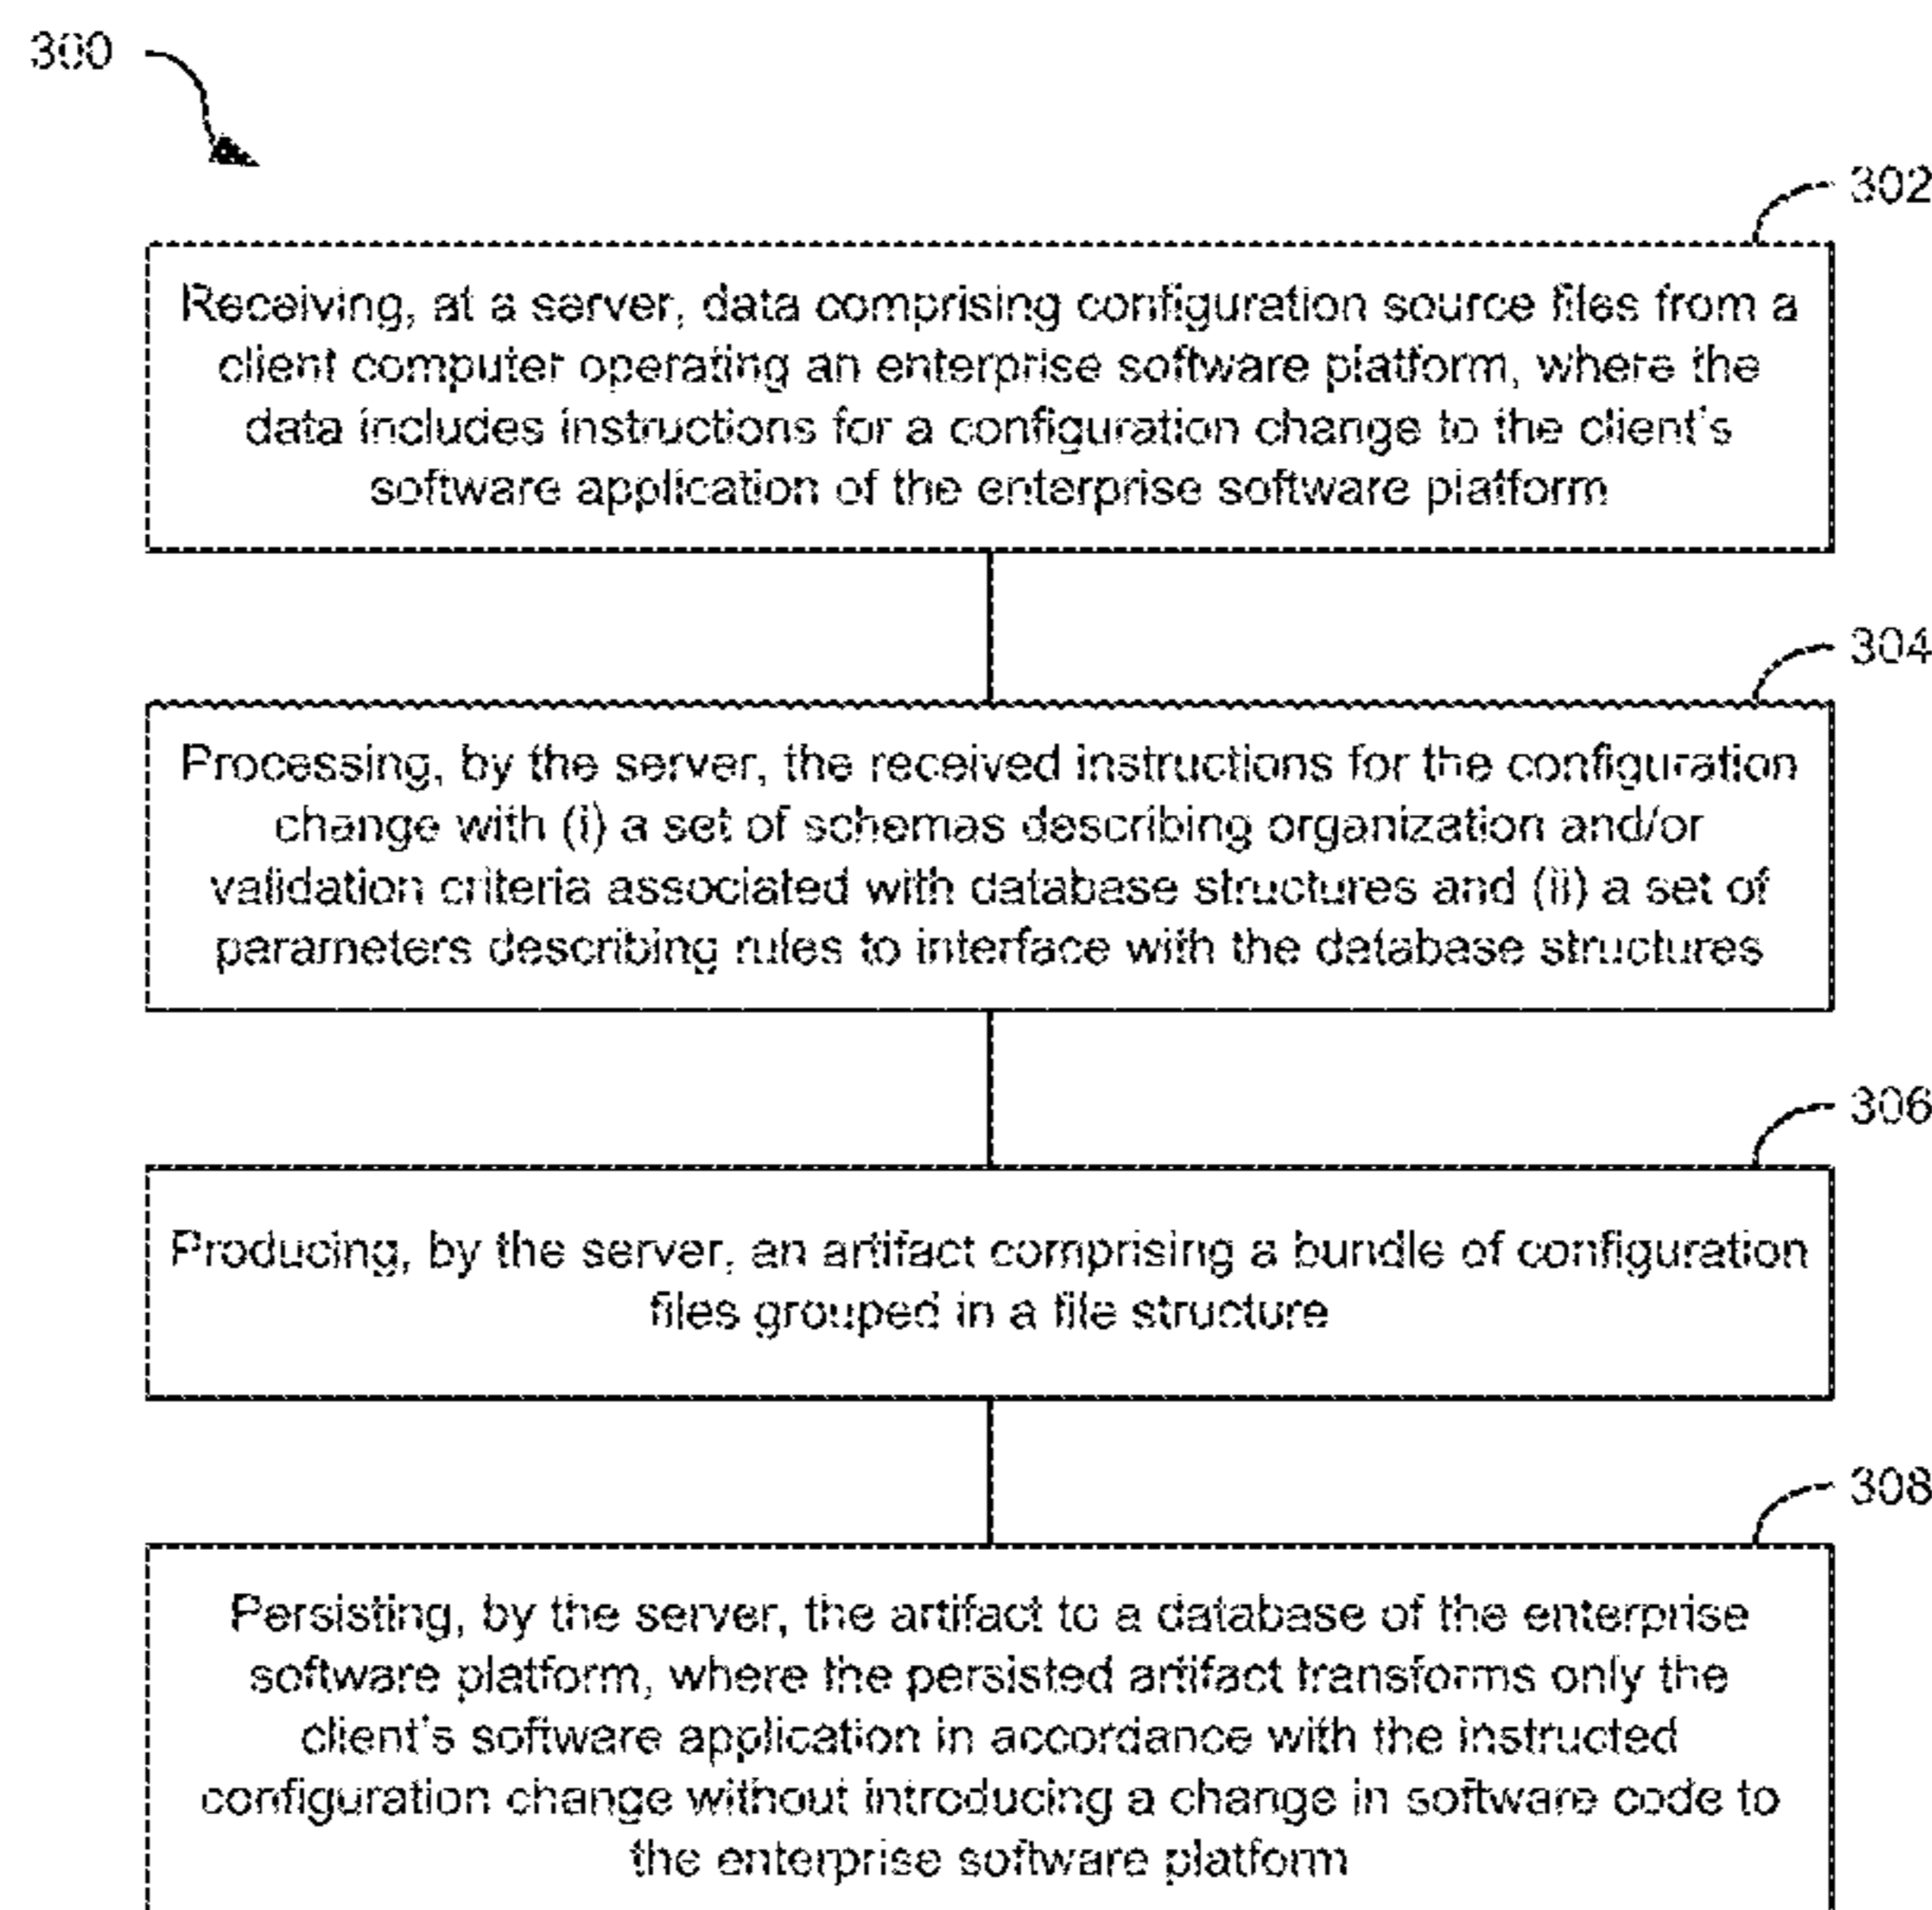 300
302
Receiving, at a server, data comprising configuration source files from a
client computer operating an enterprise software platform, where the
data includes instructions for a configuration change to the client's
software application of the enterprise software platform
304
Processing, by the server, the received instructions for the configuration
change with (i) a set of schemas describing organization and/or
validation criteria associated with database structures and (ii) a set of
parameters describing rules to interface with the database structures
306
Producing, by the server, an artifact comprising a bundle of configuration
files grouped in a file structure
308
Persisting, by the server, the artifact to a database of the enterprise
software platform, where the persisted artifact transforms only the
client's software application in accordance with the instructed
configuration change without introducing a change in software code to
the enterprise software platform